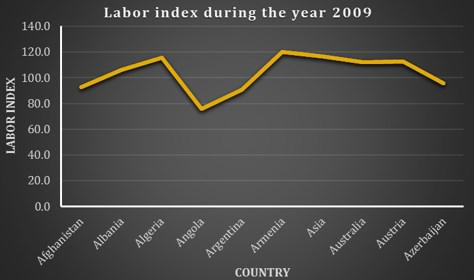 Labor index during the year 2009
LABOR INDEX
140.0
120.0
100.0
80.0
60.0
40.0
20.0
0.0
Afghanistan
Albania
Algeria
Angola
Argentina
Armenia
Asia
Australia
Austria
Azerbaijan
COUNTRY